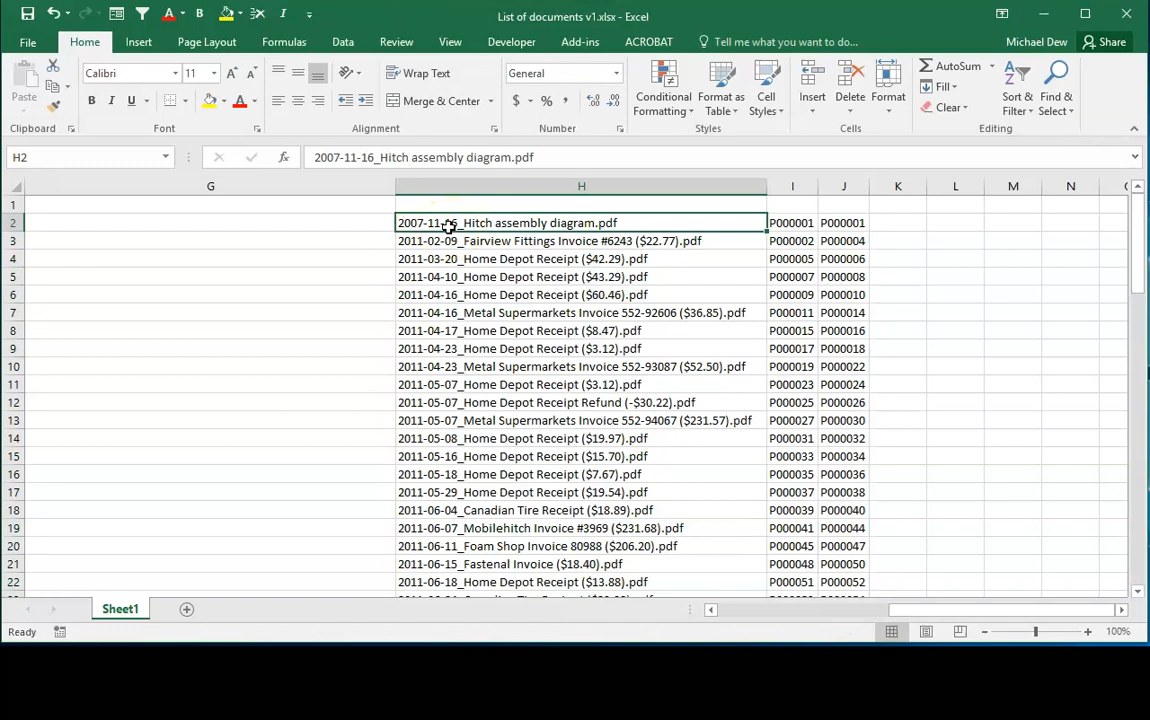 List of documents v1.xlsx - Excel
File Home Insert Page Layout Formulas Data Review View Developer Add-ins ACROBAT Tell me what you want to do... Michael Dew Share
Paste
Calibri 11
B I U
Wrap Text
Merge & Center
General
$ % ,
Conditional Formatting
Format as Table
Cell Styles
Insert Delete Format
AutoSum
Fill
Clear
Sort & Filter
Find & Select
Clipboard Font Alignment Number Styles Cells Editing
H2 fx 2007-11-16_Hitch assembly diagram.pdf
G H I J K L M N
1
2 2007-11-16_Hitch assembly diagram.pdf P000001 P000001
3 2011-02-09_Fairview Fittings Invoice #6243 ($22.77).pdf P000002 P000004
4 2011-03-20_Home Depot Receipt ($42.29).pdf P000005 P000006
5 2011-04-10_Home Depot Receipt ($43.29).pdf P000007 P000008
6 2011-04-16_Home Depot Receipt ($60.46).pdf P000009 P000010
7 2011-04-16_Metal Supermarkets Invoice 552-92606 ($36.85).pdf P000011 P000014
8 2011-04-17_Home Depot Receipt ($8.47).pdf P000015 P000016
9 2011-04-23_Home Depot Receipt ($3.12).pdf P000017 P000018
10 2011-04-23_Metal Supermarkets Invoice 552-93087 ($52.50).pdf P000019 P000022
11 2011-05-07_Home Depot Receipt ($3.12).pdf P000023 P000024
12 2011-05-07_Home Depot Receipt Refund (-$30.22).pdf P000025 P000026
13 2011-05-07_Metal Supermarkets Invoice 552-94067 ($231.57).pdf P000027 P000030
14 2011-05-08_Home Depot Receipt ($19.97).pdf P000031 P000032
15 2011-05-16_Home Depot Receipt ($15.70).pdf P000033 P000034
16 2011-05-18_Home Depot Receipt ($7.67).pdf P000035 P000036
17 2011-05-29_Home Depot Receipt ($19.54).pdf P000037 P000038
18 2011-06-04_Canadian Tire Receipt ($18.89).pdf P000039 P000040
19 2011-06-07_Mobilehitch Invoice #3969 ($231.68).pdf P000041 P000044
20 2011-06-11_Foam Shop Invoice 80988 ($206.20).pdf P000045 P000047
21 2011-06-15_Fastenal Invoice ($18.40).pdf P000048 P000050
22 2011-06-18_Home Depot Receipt ($13.88).pdf P000051 P000052
Sheet1
Ready 100%